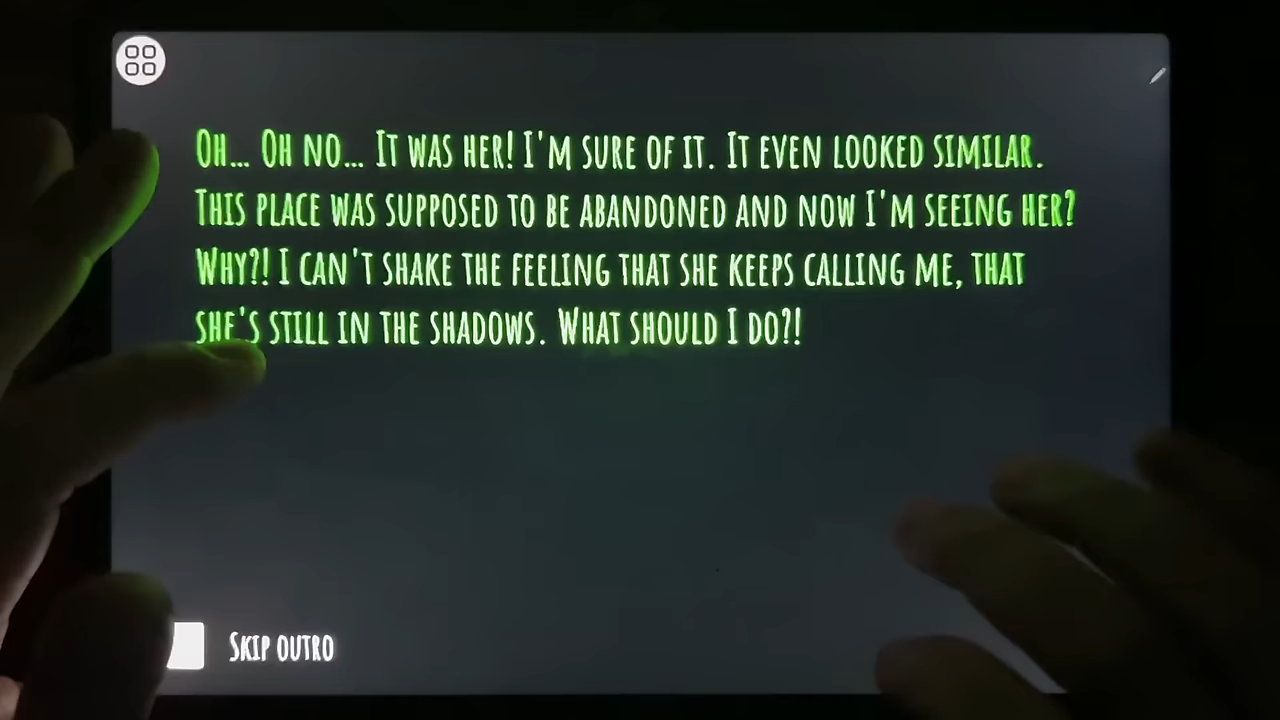 Oh... Oh no... It was her! I'm sure of it. It even looked similar.
This place was supposed to be abandoned and now I'm seeing her?
Why?! I can't shake the feeling that she keeps calling me, that
she's still in the shadows. What should I do?!
Skip outro